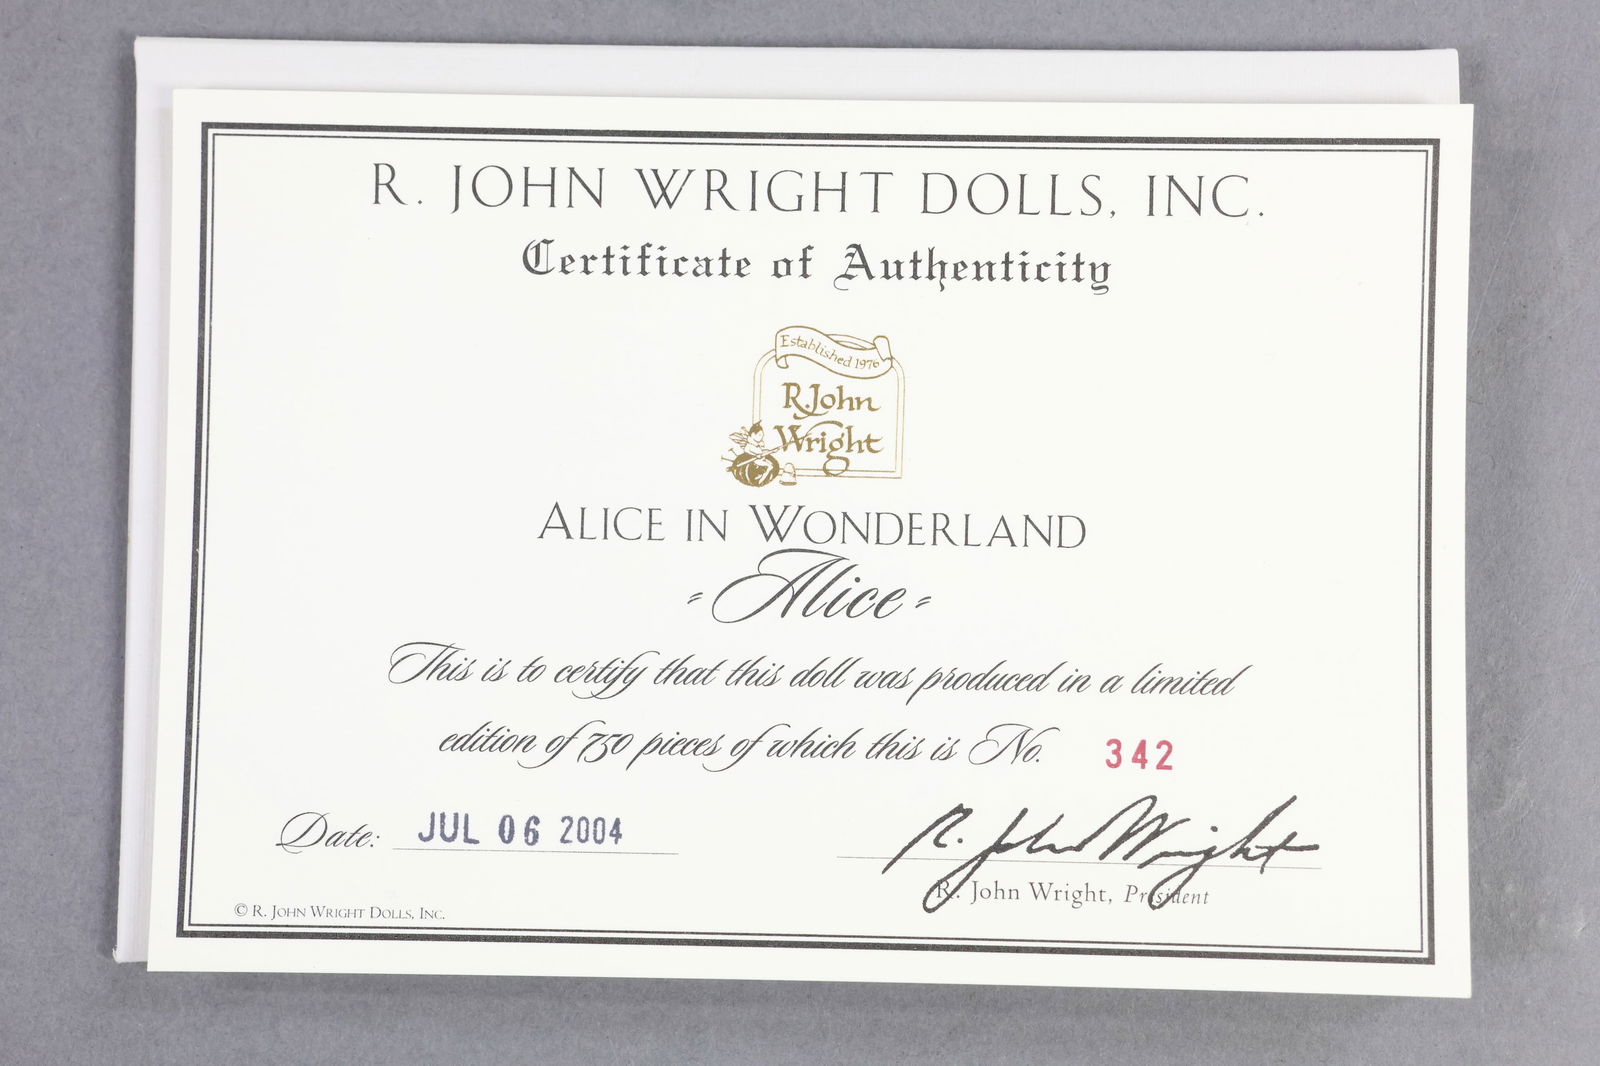 R. JOHN WRIGHT DOLLS, INC.
Certificate of Authenticity
Established 1976
R. John
Wright
ALICE IN WONDERLAND
- Alice -
This is to certify that this doll was produced in a limited
edition of 750 pieces of which this is No. 342
Date: JUL 06 2004
R. John Wright
R. John Wright, President
© R. JOHN WRIGHT DOLLS, INC.